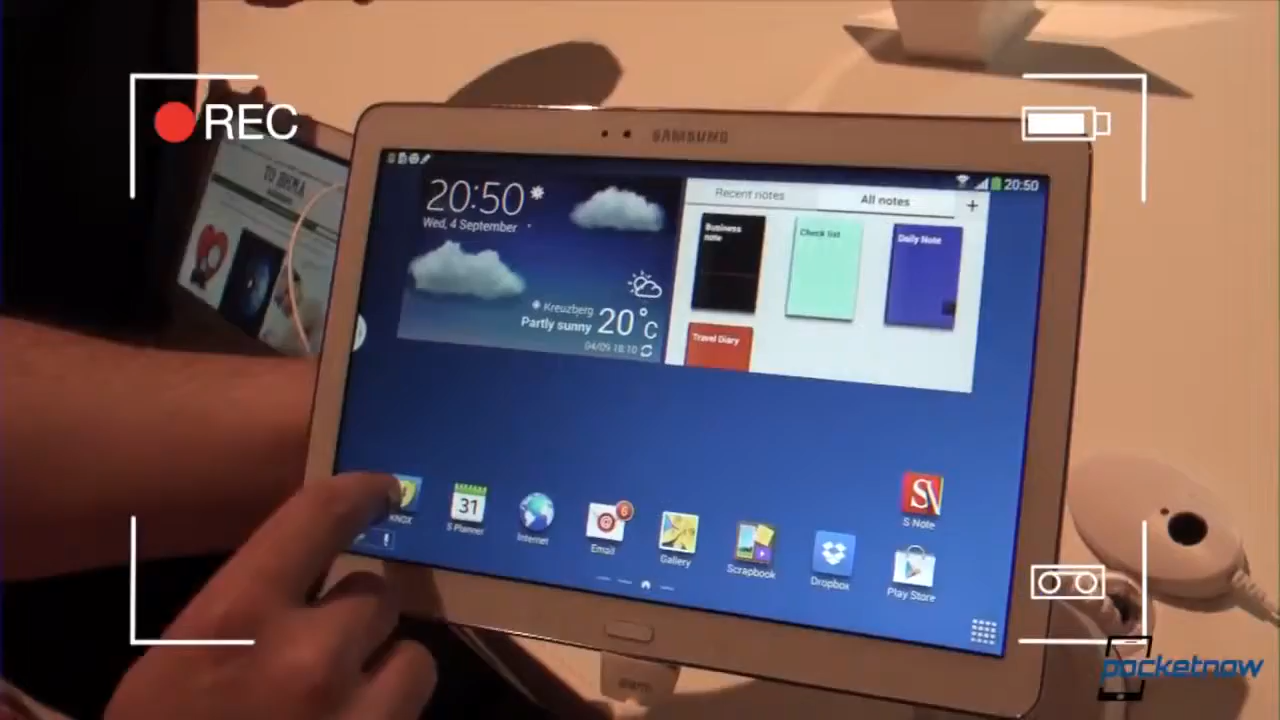 REC
SAMSUNG
20:50
20:50
Wed, 4 September
Recent notes
All notes
+
Business note
Check list
Daily Note
Travel Diary
Kreuzberg
Partly sunny
20°C
04/09 18:10
KNOX
31
S Planner
Internet
6
Email
Gallery
Scrapbook
Dropbox
S Note
Play Store
pocketnow